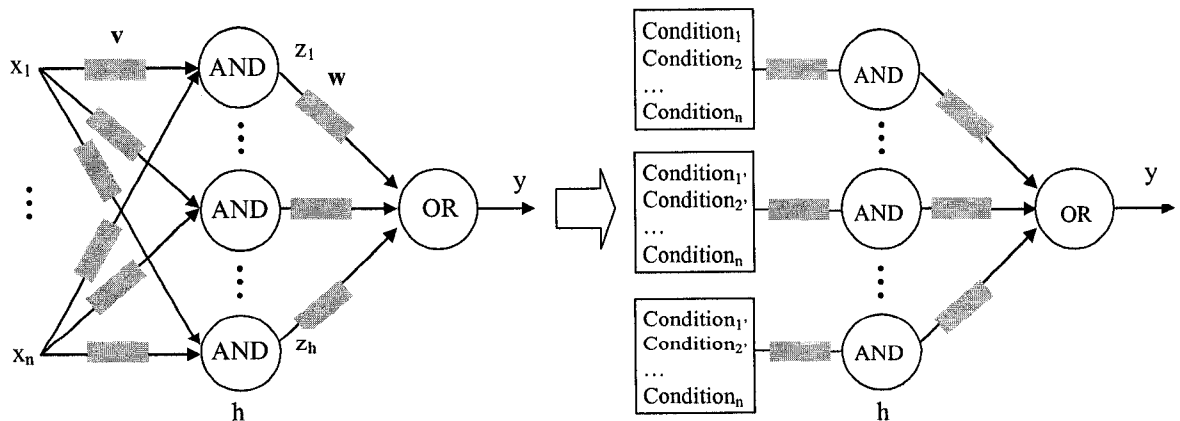 v
x₁
AND
z₁
w
AND
OR
y
xₙ
AND
zₕ
h
Condition₁
Condition₂
...
Conditionₙ
AND
Condition₁'
Condition₂'
...
Conditionₙ
AND
OR
y
Condition₁'
Condition₂'
...
Conditionₙ
AND
h